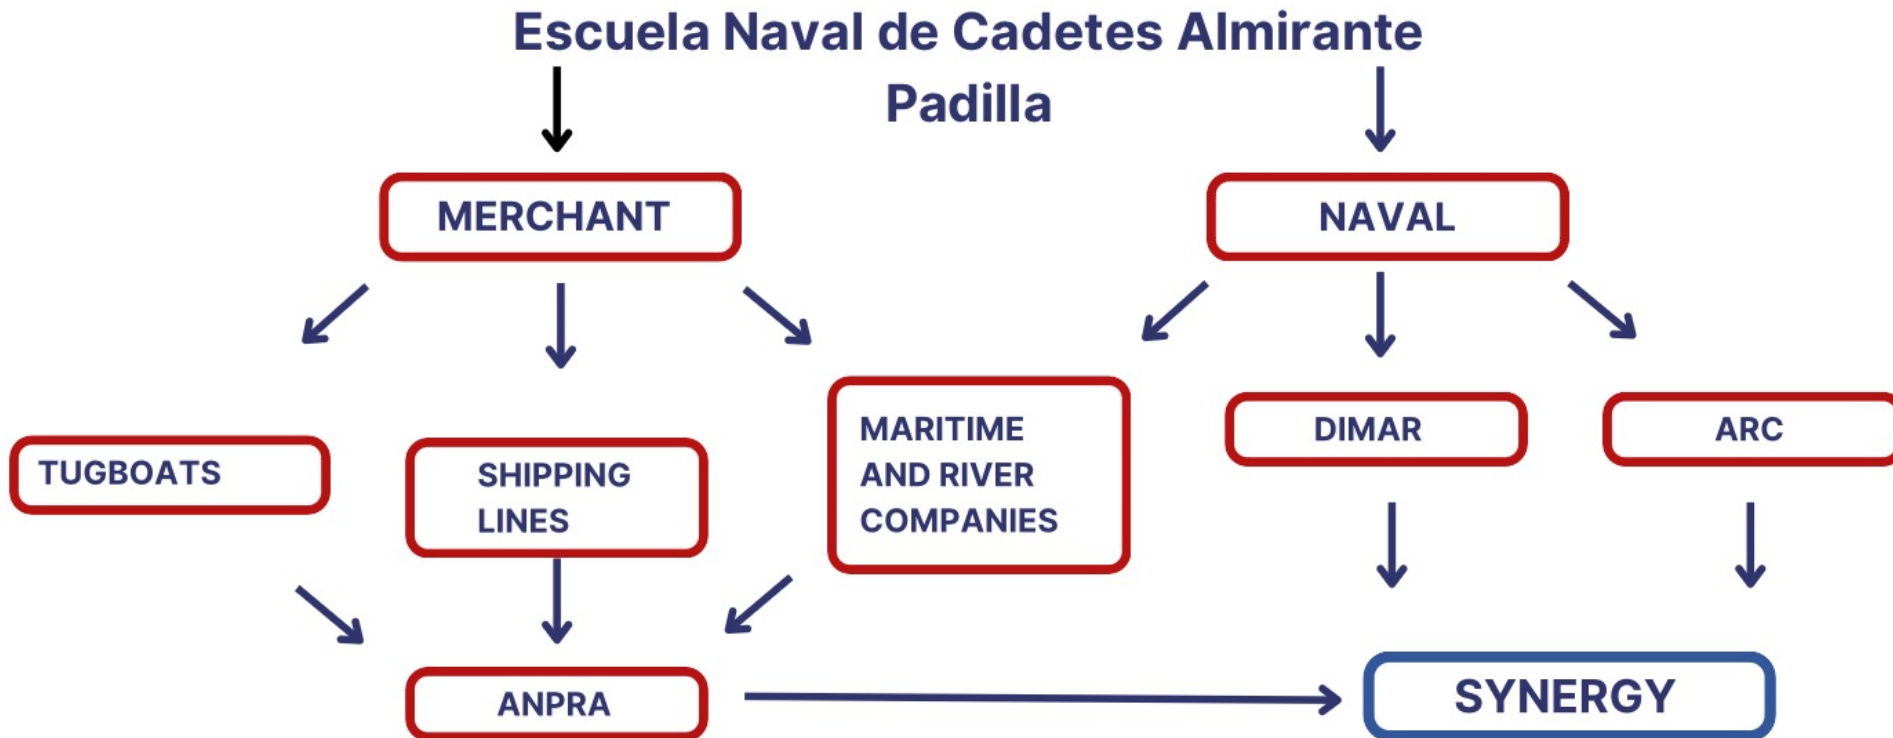 Escuela Naval de Cadetes Almirante
Padilla
MERCHANT
NAVAL
TUGBOATS
SHIPPING
LINES
MARITIME
AND RIVER
COMPANIES
DIMAR
ARC
ANPRA
SYNERGY